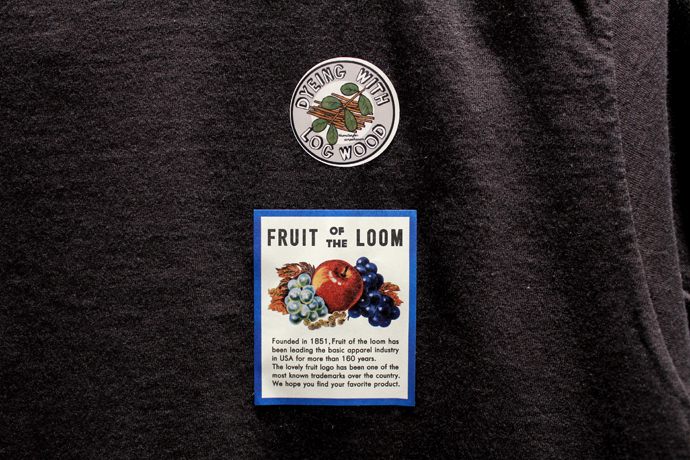 DYEING WITH
LOG WOOD
FRUIT OF THE LOOM
Founded in 1851, Fruit of the loom has
been leading the basic apparel industry
in USA for more than 160 years.
The lovely fruit logo has been one of the
most known trademarks over the country.
We hope you find your favorite product.